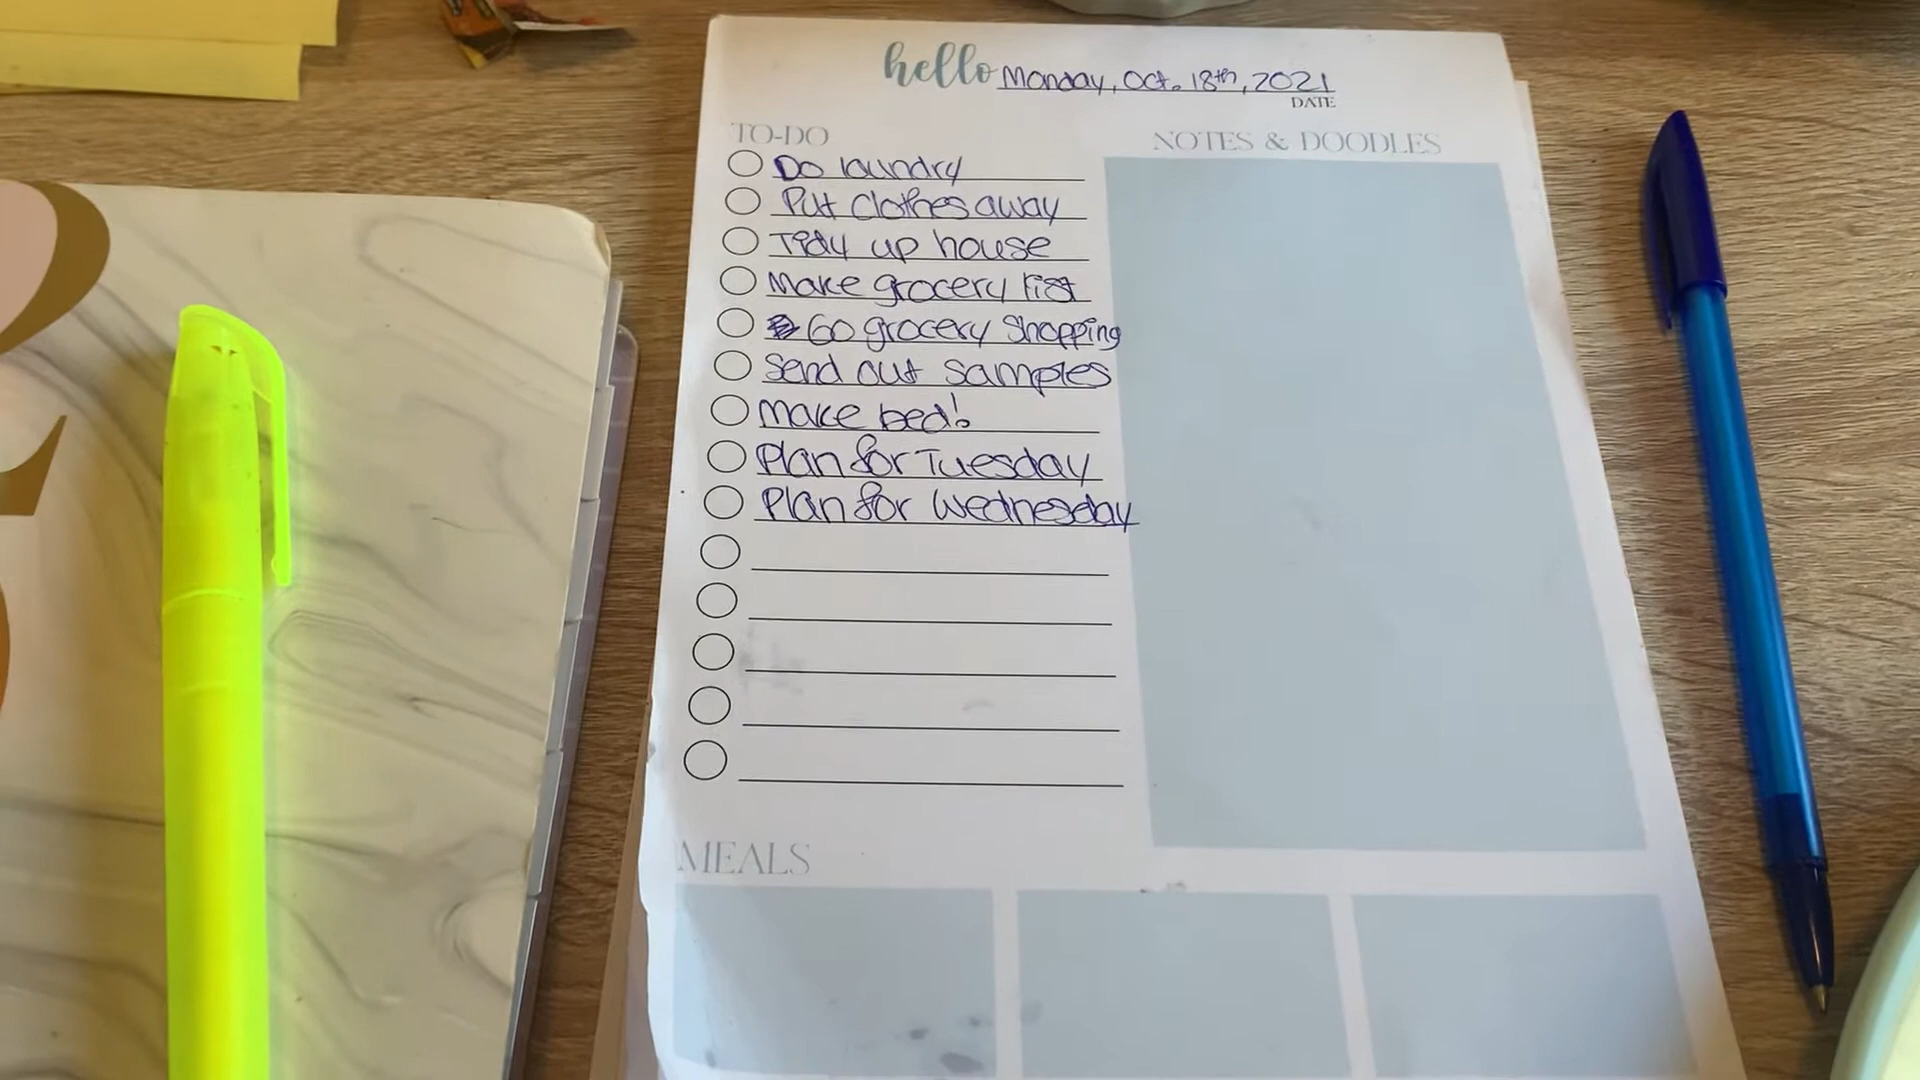 hello Monday, Oct. 18th, 2021
DATE
TO-DO
Do laundry
Put clothes away
Tidy up house
Make grocery list
Go grocery shopping
Send out samples
Make bed!
Plan for Tuesday
Plan for Wednesday
NOTES & DOODLES
MEALS